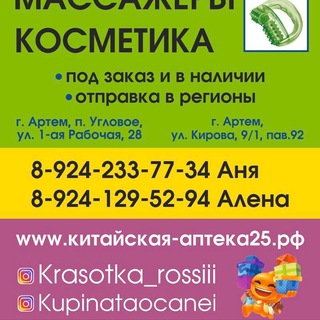 МАССАЖЕРЫ
КОСМЕТИКА
• под заказ и в наличии
• отправка в регионы
г. Артем, п. Угловое,
ул. 1-ая Рабочая, 28
г. Артем,
ул. Кирова, 9/1, пав.92
8-924-233-77-34 Аня
8-924-129-52-94 Алена
www.китайская-аптека25.рф
Krasotka_rossiii
Kupinataocanei